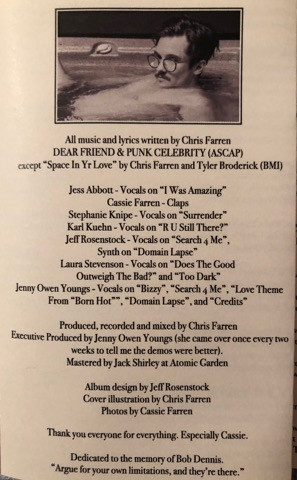 All music and lyrics written by Chris Farren
DEAR FRIEND & PUNK CELEBRITY (ASCAP)
except "Space In Yr Love" by Chris Farren and Tyler Broderick (BMI)
Jess Abbott - Vocals on "I Was Amazing"
Cassie Farren - Claps
Stephanie Knipe - Vocals on "Surrender"
Karl Kuehn - Vocals on "R U Still There?"
Jeff Rosenstock - Vocals on "Search 4 Me",
Synth on "Domain Lapse"
Laura Stevenson - Vocals on "Does The Good
Outweigh The Bad?" and "Too Dark"
Jenny Owen Youngs - Vocals on "Bizzy", "Search 4 Me", "Love Theme
From "Born Hot"", "Domain Lapse", and "Credits"
Produced, recorded and mixed by Chris Farren
Executive Produced by Jenny Owen Youngs (she came over once every two
weeks to tell me the demos were better).
Mastered by Jack Shirley at Atomic Garden
Album design by Jeff Rosenstock
Cover illustration by Chris Farren
Photos by Cassie Farren
Thank you everyone for everything. Especially Cassie.
Dedicated to the memory of Bob Dennis.
"Argue for your own limitations, and they're there."